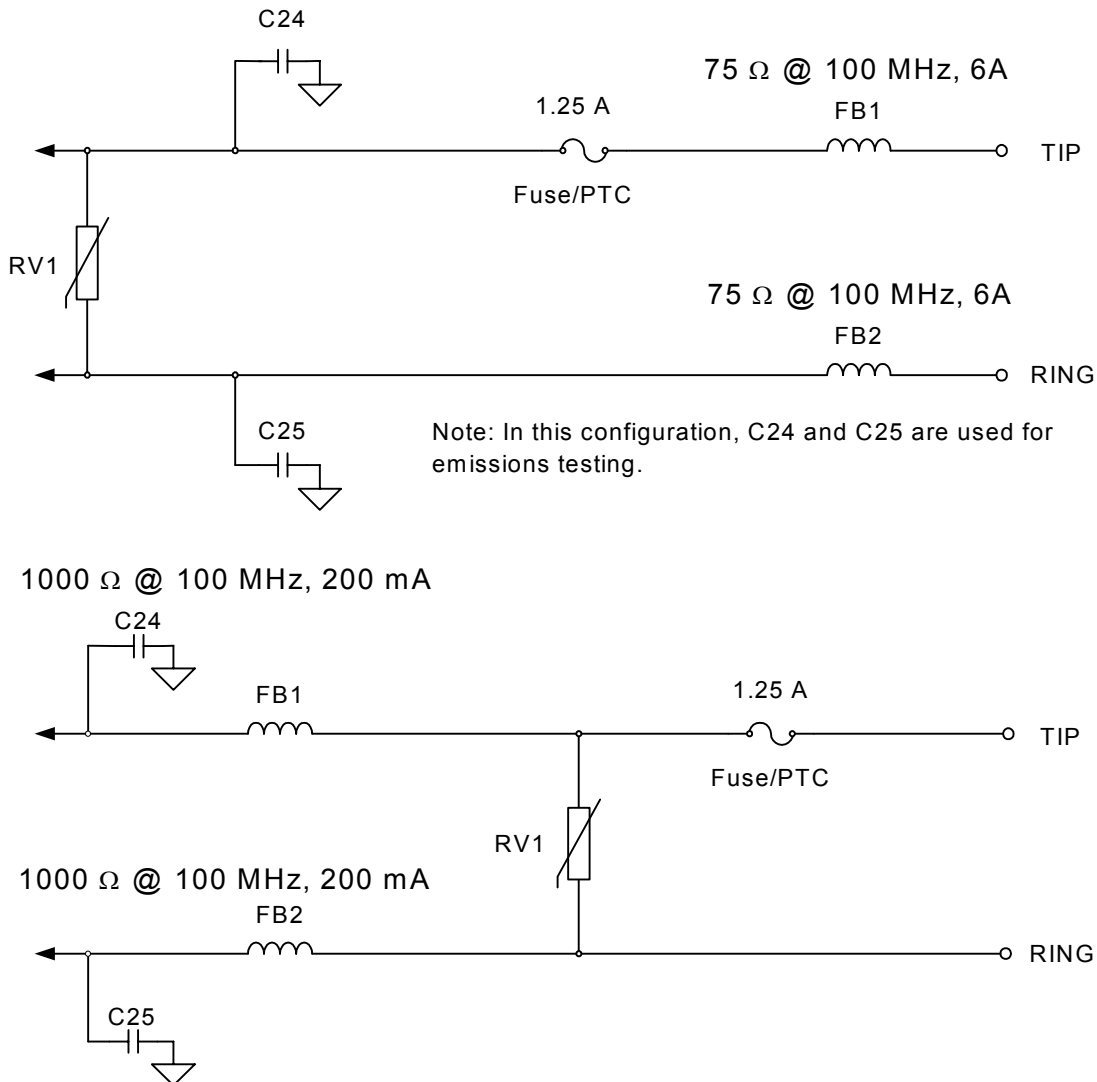 C24
75 Ω @ 100 MHz, 6A
1.25 A
FB1
TIP
Fuse/PTC
RV1
75 Ω @ 100 MHz, 6A
FB2
RING
C25
Note: In this configuration, C24 and C25 are used for
emissions testing.
1000 Ω @ 100 MHz, 200 mA
C24
FB1
1.25 A
TIP
Fuse/PTC
RV1
1000 Ω @ 100 MHz, 200 mA
FB2
RING
C25